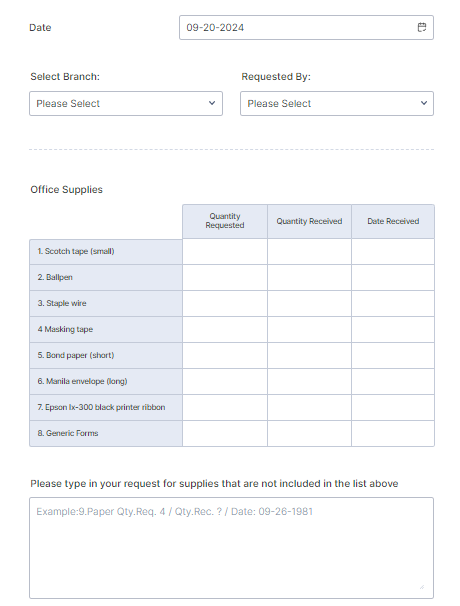 Date
09-20-2024
Select Branch:
Requested By:
Please Select
Please Select
Office Supplies
Quantity
Requested
Quantity Received
Date Received
1. Scotch tape (small)
2. Ballpen
3. Staple wire
4 Masking tape
5. Bond paper (short)
6. Manila envelope (long)
7. Epson lx-300 black printer ribbon
8. Generic Forms
Please type in your request for supplies that are not included in the list above
Example:9.Paper Qty.Req. 4 / Qty.Rec. ? / Date: 09-26-1981